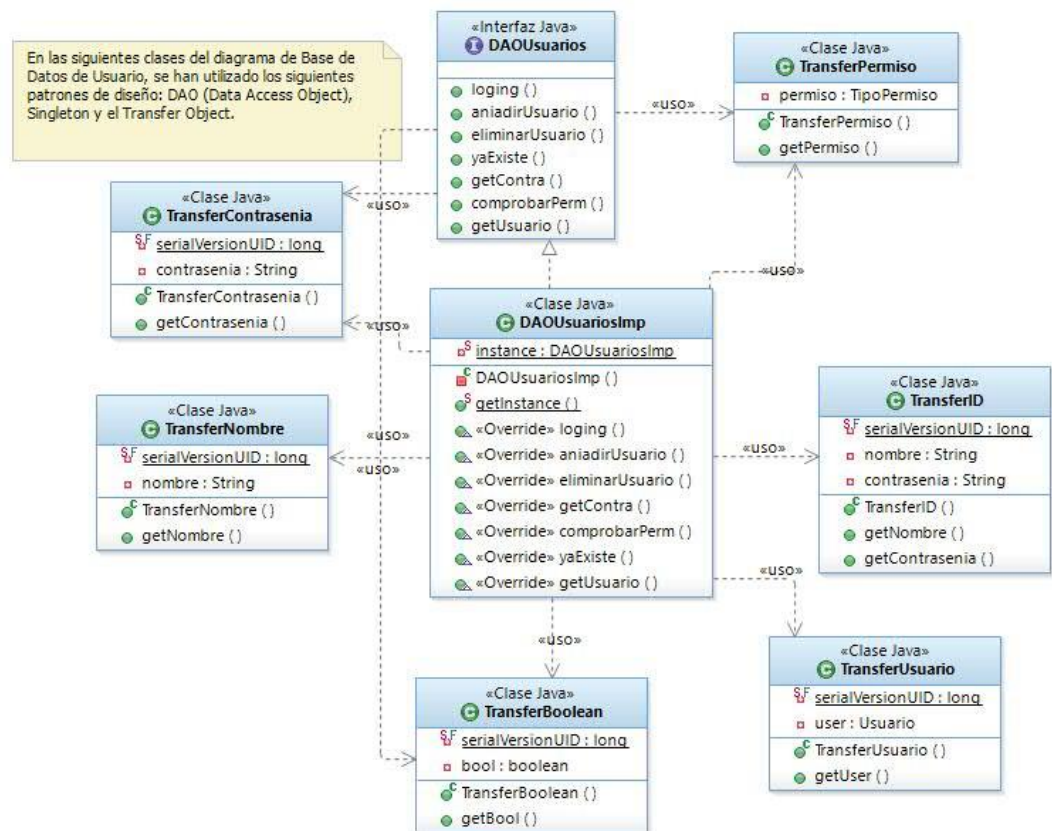 En las siguientes clases del diagrama de Base de
Datos de Usuario, se han utilizado los siguientes
patrones de diseño: DAO (Data Access Object),
Singleton y el Transfer Object.
«Interfaz Java»
I DAOUsuarios
loging ( )
aniadirUsuario ( )
eliminarUsuario ( )
yaExiste ( )
getContra ( )
comprobarPerm ( )
getUsuario ( )
«uso»
«Clase Java»
C TransferPermiso
permiso : TipoPermiso
C TransferPermiso ( )
getPermiso ( )
«uso»
«Clase Java»
C TransferContrasenia
S F serialVersionUID : long
contrasenia : String
C TransferContrasenia ( )
getContrasenia ( )
«uso»
«uso»
«Clase Java»
C DAOUsuariosImp
S instance : DAOUsuariosImp
C DAOUsuariosImp ( )
S getInstance ( )
«Override» loging ( )
«Override» aniadirUsuario ( )
«Override» eliminarUsuario ( )
«Override» getContra ( )
«Override» comprobarPerm ( )
«Override» yaExiste ( )
«Override» getUsuario ( )
«Clase Java»
C TransferNombre
S F serialVersionUID : long
nombre : String
C TransferNombre ( )
getNombre ( )
«uso»
«uso»
«uso»
«Clase Java»
C TransferID
S F serialVersionUID : long
nombre : String
contrasenia : String
C TransferID ( )
getNombre ( )
getContrasenia ( )
«uso»
«uso»
«Clase Java»
C TransferUsuario
S F serialVersionUID : long
user : Usuario
C TransferUsuario ( )
getUser ( )
«Clase Java»
C TransferBoolean
S F serialVersionUID : long
bool : boolean
C TransferBoolean ( )
getBool ( )